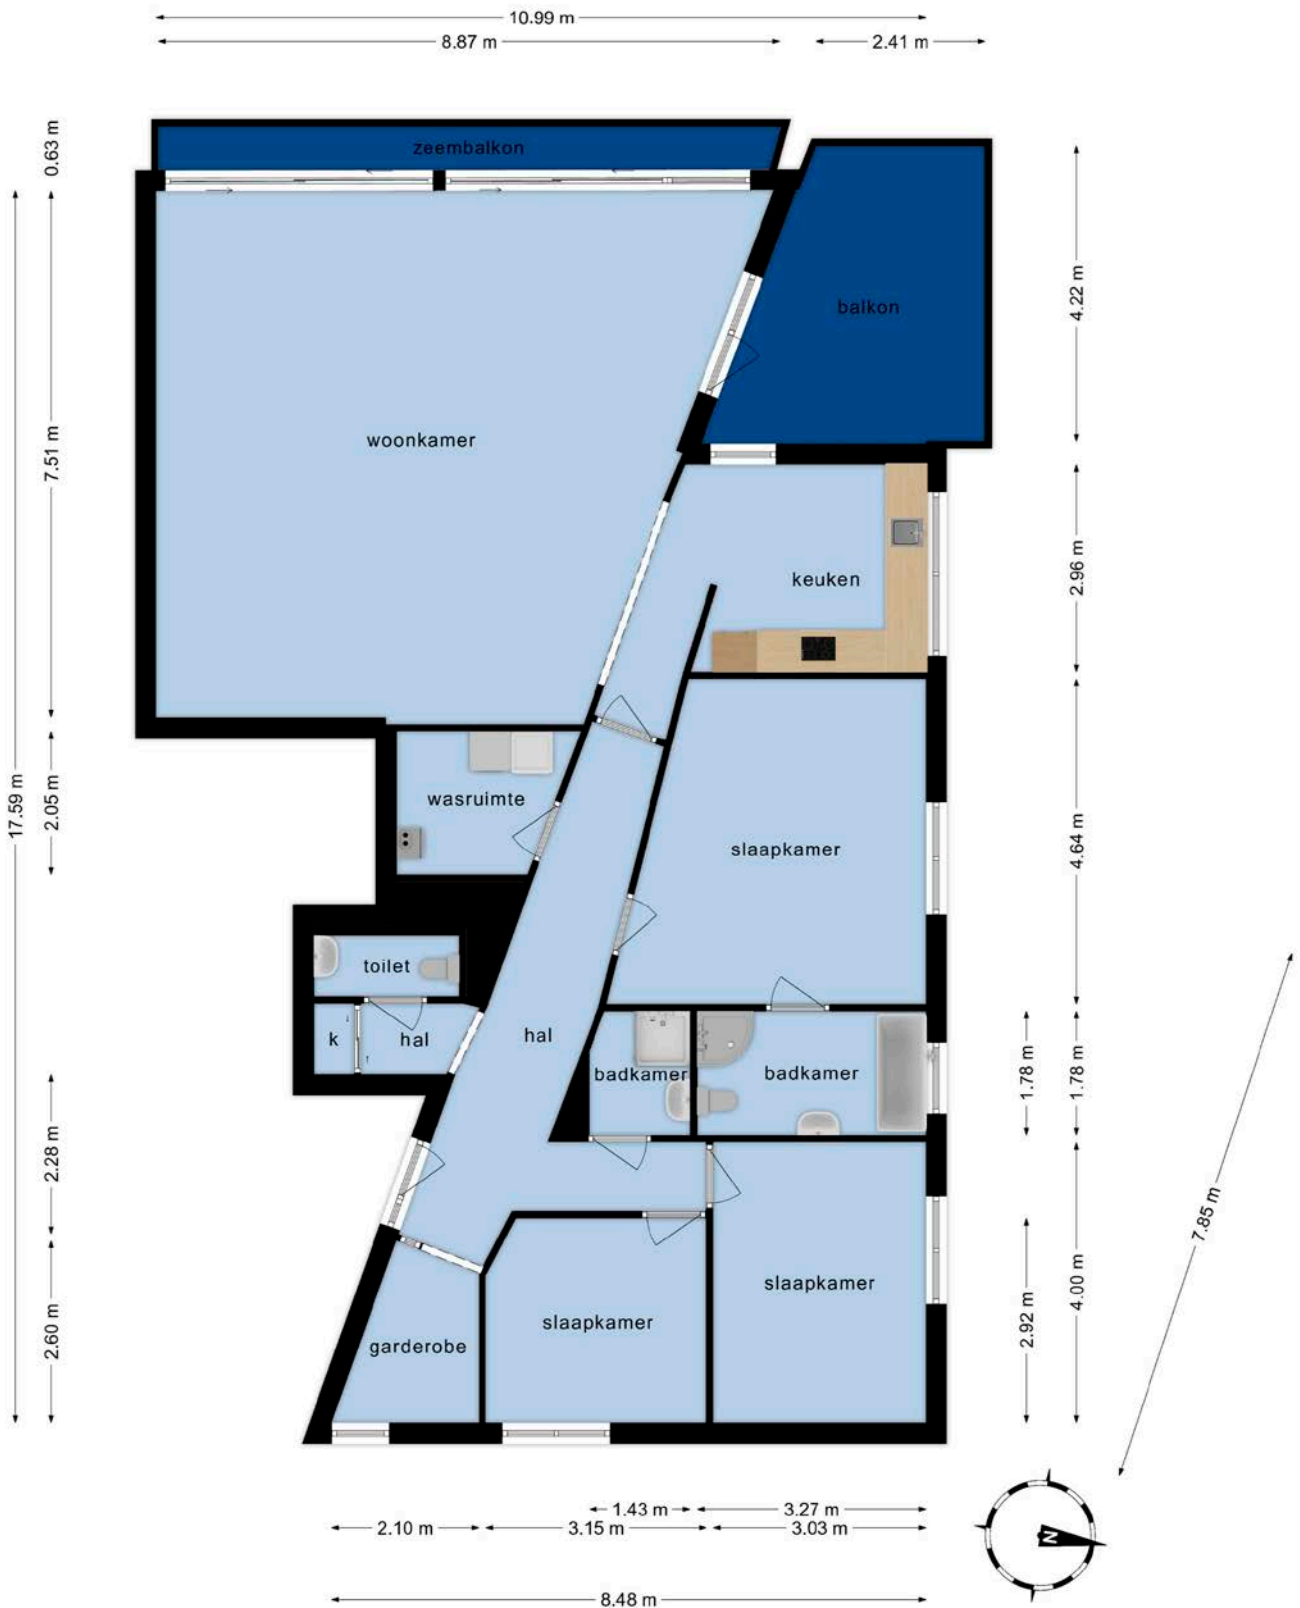 10.99 m
8.87 m
2.41 m
0.63 m
zeembalkon
4.22 m
balkon
7.51 m
woonkamer
17.59 m
2.96 m
keuken
2.05 m
wasruimte
slaapkamer
4.64 m
toilet
k
hal
hal
badkamer
badkamer
1.78 m
1.78 m
2.28 m
7.85 m
4.00 m
2.92 m
slaapkamer
slaapkamer
garderobe
2.60 m
1.43 m
3.27 m
2.10 m
3.15 m
3.03 m
N
8.48 m